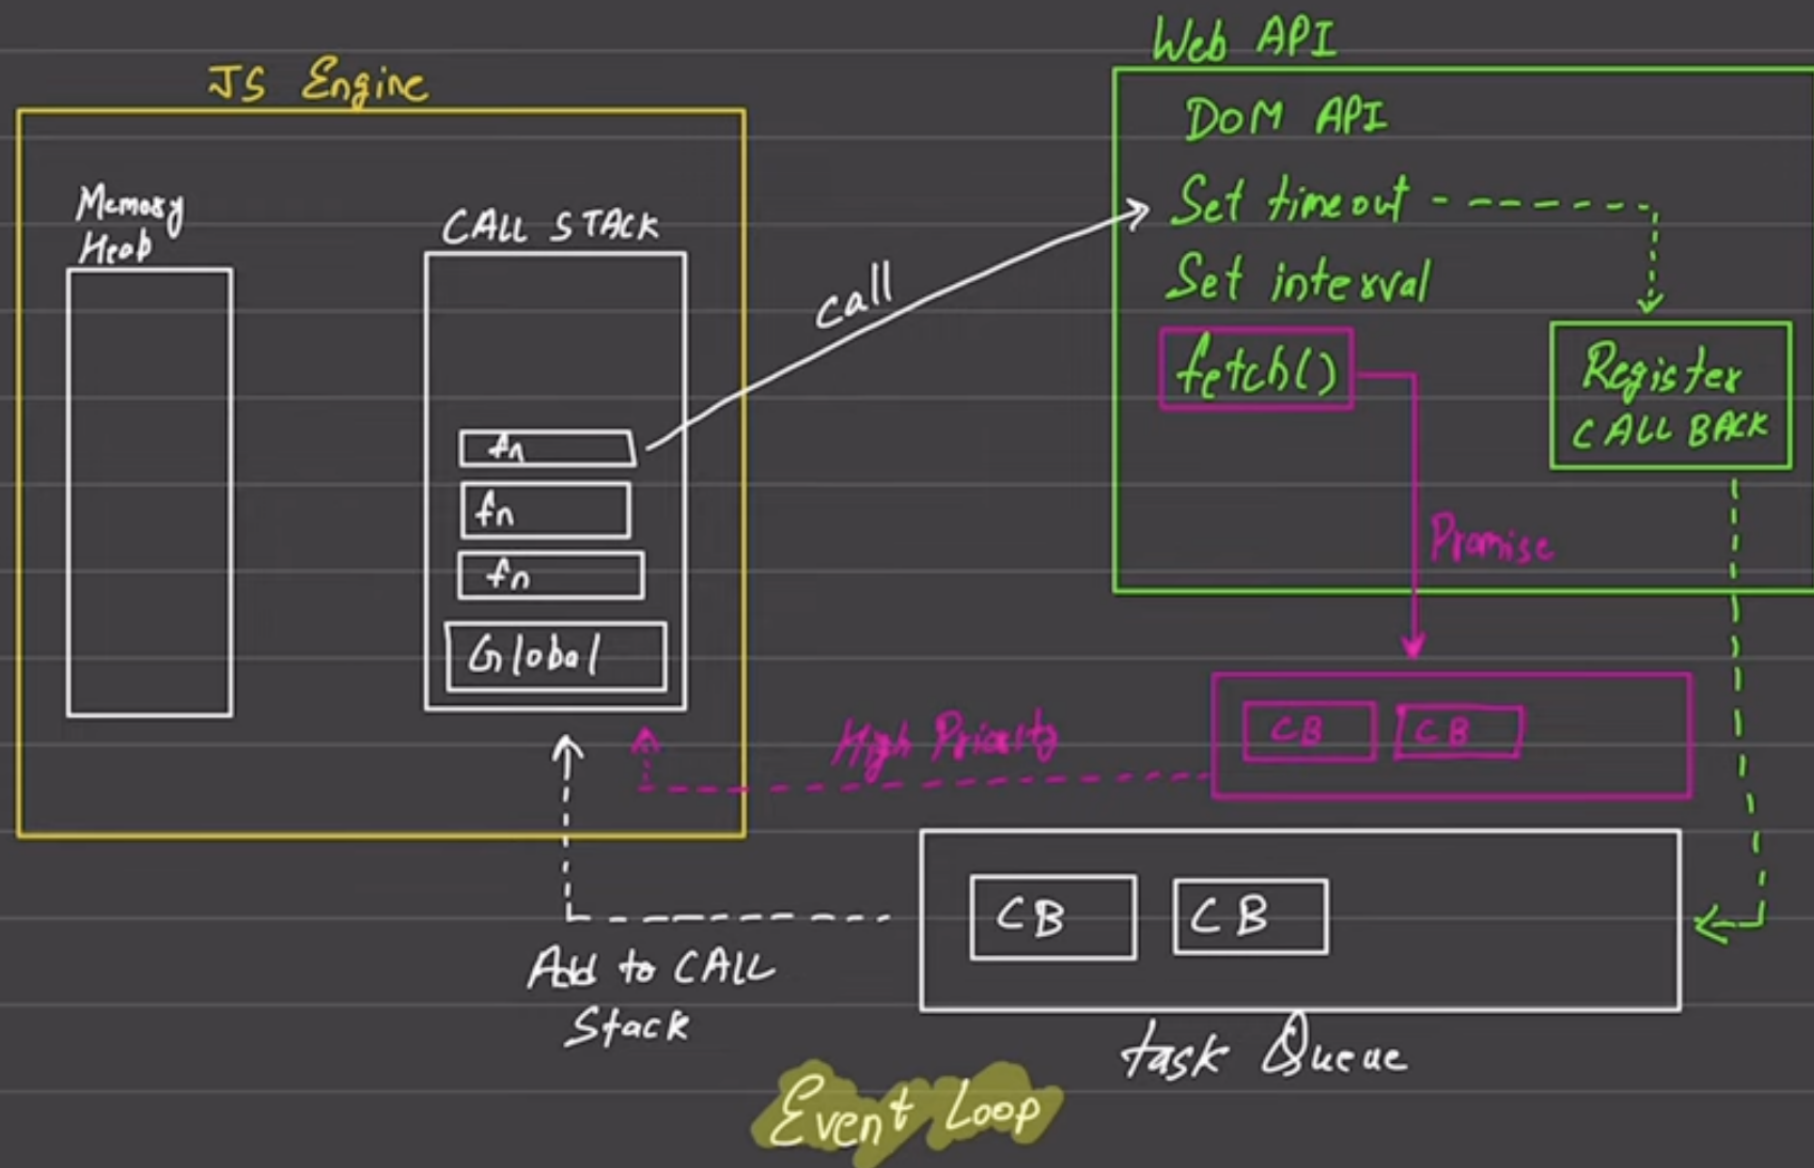 Web API
JS Engine
DOM API
Memory
Heap
CALL STACK
Set timeout
Set interval
call
fetch()
Register
CALL BACK
fn
fn
fn
Promise
Global
High Priority
CB CB
CB CB
Add to CALL
Stack
task Queue
Event Loop